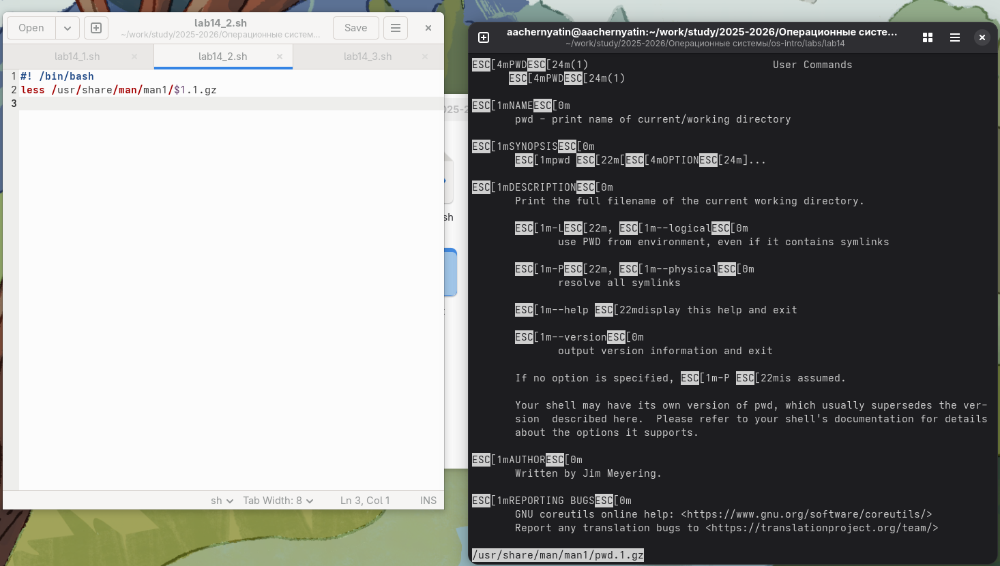 Open
lab14_2.sh
~/work/study/2025-2026/Операционные систем...
Save
lab14_1.sh
lab14_2.sh
lab14_3.sh
1 #! /bin/bash
2 less /usr/share/man/man1/$1.1.gz
3
sh
Tab Width: 8
Ln 3, Col 1
INS
025-2
sh
aachernyatin@aachernyatin:~/work/study/2025-2026/Операционные систе...
~/work/study/2025-2026/Операционные системы/os-intro/labs/lab14
ESC[4mPWDESC[24m(1) User Commands
ESC[4mPWDESC[24m(1)
ESC[1mNAMEESC[0m
pwd - print name of current/working directory
ESC[1mSYNOPSISESC[0m
ESC[1mpwd ESC[22m[ESC[4mOPTIONESC[24m]...
ESC[1mDESCRIPTIONESC[0m
Print the full filename of the current working directory.
ESC[1m-LESC[22m, ESC[1m--logicalESC[0m
use PWD from environment, even if it contains symlinks
ESC[1m-PESC[22m, ESC[1m--physicalESC[0m
resolve all symlinks
ESC[1m--help ESC[22mdisplay this help and exit
ESC[1m--versionESC[0m
output version information and exit
If no option is specified, ESC[1m-P ESC[22mis assumed.
Your shell may have its own version of pwd, which usually supersedes the ver-
sion  described here.  Please refer to your shell's documentation for details
about the options it supports.
ESC[1mAUTHORESC[0m
Written by Jim Meyering.
ESC[1mREPORTING BUGSESC[0m
GNU coreutils online help: <https://www.gnu.org/software/coreutils/>
Report any translation bugs to <https://translationproject.org/team/>
/usr/share/man/man1/pwd.1.gz